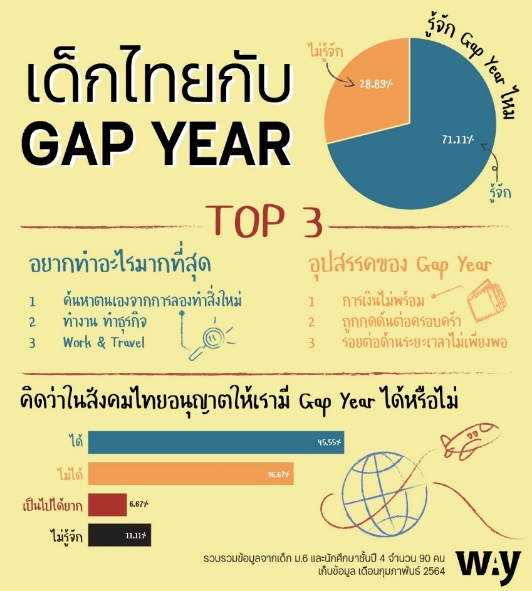 เด็กไทยกับ
GAP YEAR
รู้จัก Gap Year ไหม
ไม่รู้จัก
28.89%
71.11%
รู้จัก
TOP 3
อยากทำอะไรมากที่สุด
1 ค้นหาตนเองจากการลองทำสิ่งใหม่
2 ทำงาน ทำธุรกิจ
3 Work & Travel
อุปสรรคของ Gap Year
1 การเงินไม่พร้อม
2 ถูกกดดันต่อครอบครัว
3 รอยต่อด้านระยะเวลาไม่เพียงพอ
คิดว่าในสังคมไทยอนุญาตให้เรามี Gap Year ได้หรือไม่
ได้ 45.55%
ไม่ได้ 36.67%
เป็นไปได้ยาก 6.67%
ไม่รู้จัก 11.11%
รวบรวมข้อมูลจากเด็ก ม.6 และนักศึกษาชั้นปี 4 จำนวน 90 คน
เก็บข้อมูล เดือนกุมภาพันธ์ 2564
WAY